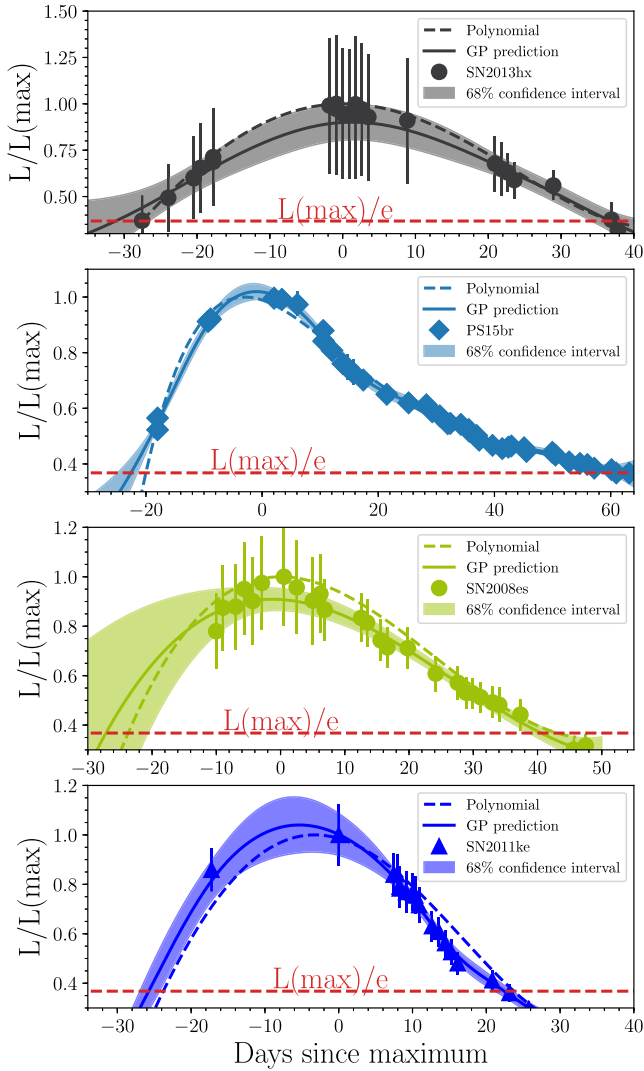 1.50
1.25
1.00
0.75
0.50
L/L(max)
Polynomial
GP prediction
SN2013hx
68% confidence interval
L(max)/e
−30 −20 −10 0 10 20 30 40
1.0
0.8
0.6
0.4
L/L(max)
Polynomial
GP prediction
PS15br
68% confidence interval
L(max)/e
−20 0 20 40 60
1.2
1.0
0.8
0.6
0.4
L/L(max)
Polynomial
GP prediction
SN2008es
68% confidence interval
L(max)/e
−30 −20 −10 0 10 20 30 40 50
1.2
1.0
0.8
0.6
0.4
L/L(max)
Polynomial
GP prediction
SN2011ke
68% confidence interval
L(max)/e
−30 −20 −10 0 10 20 30 40
Days since maximum